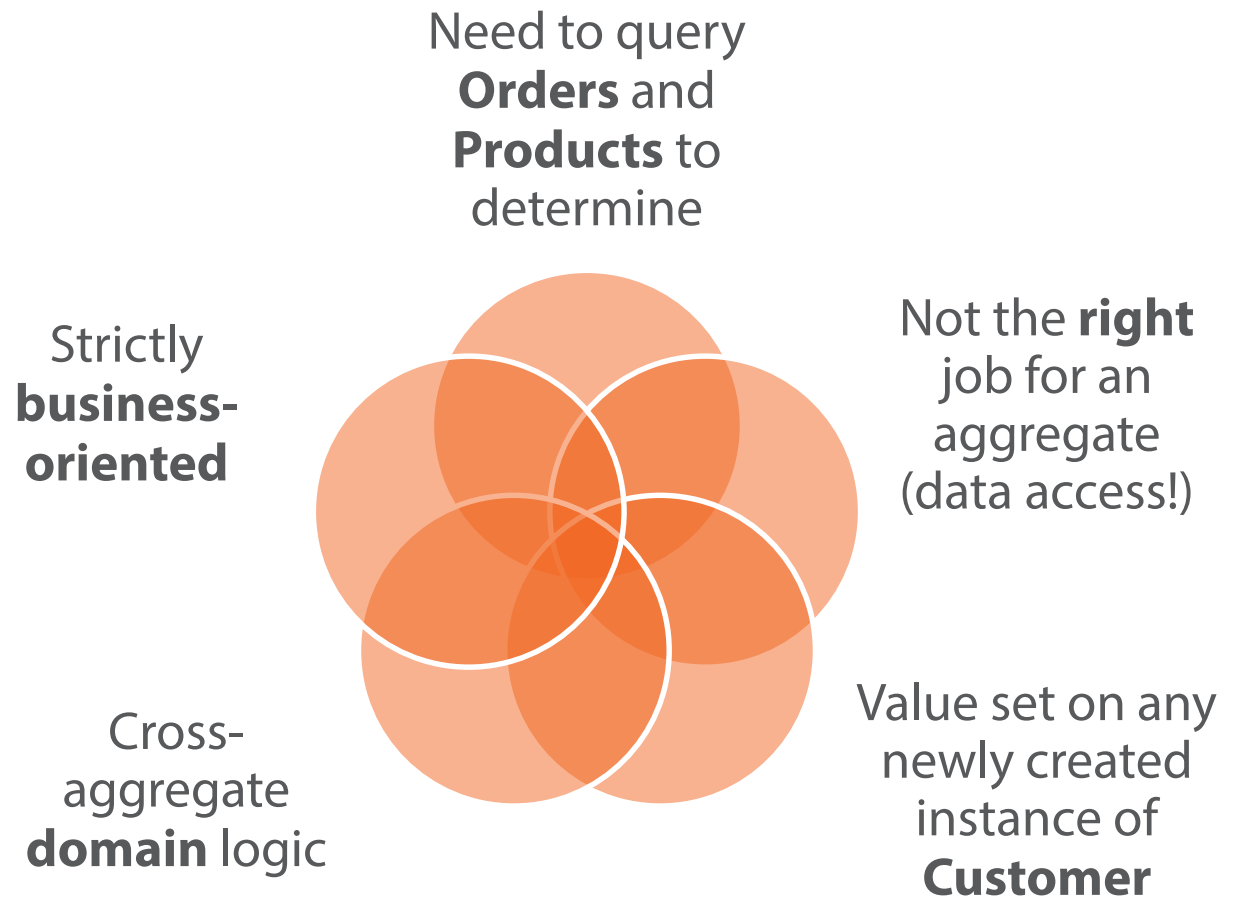 Need to query
Orders and
Products to
determine
Not the right
job for an
aggregate
(data access!)
Value set on any
newly created
instance of
Customer
Cross-
aggregate
domain logic
Strictly
business-
oriented